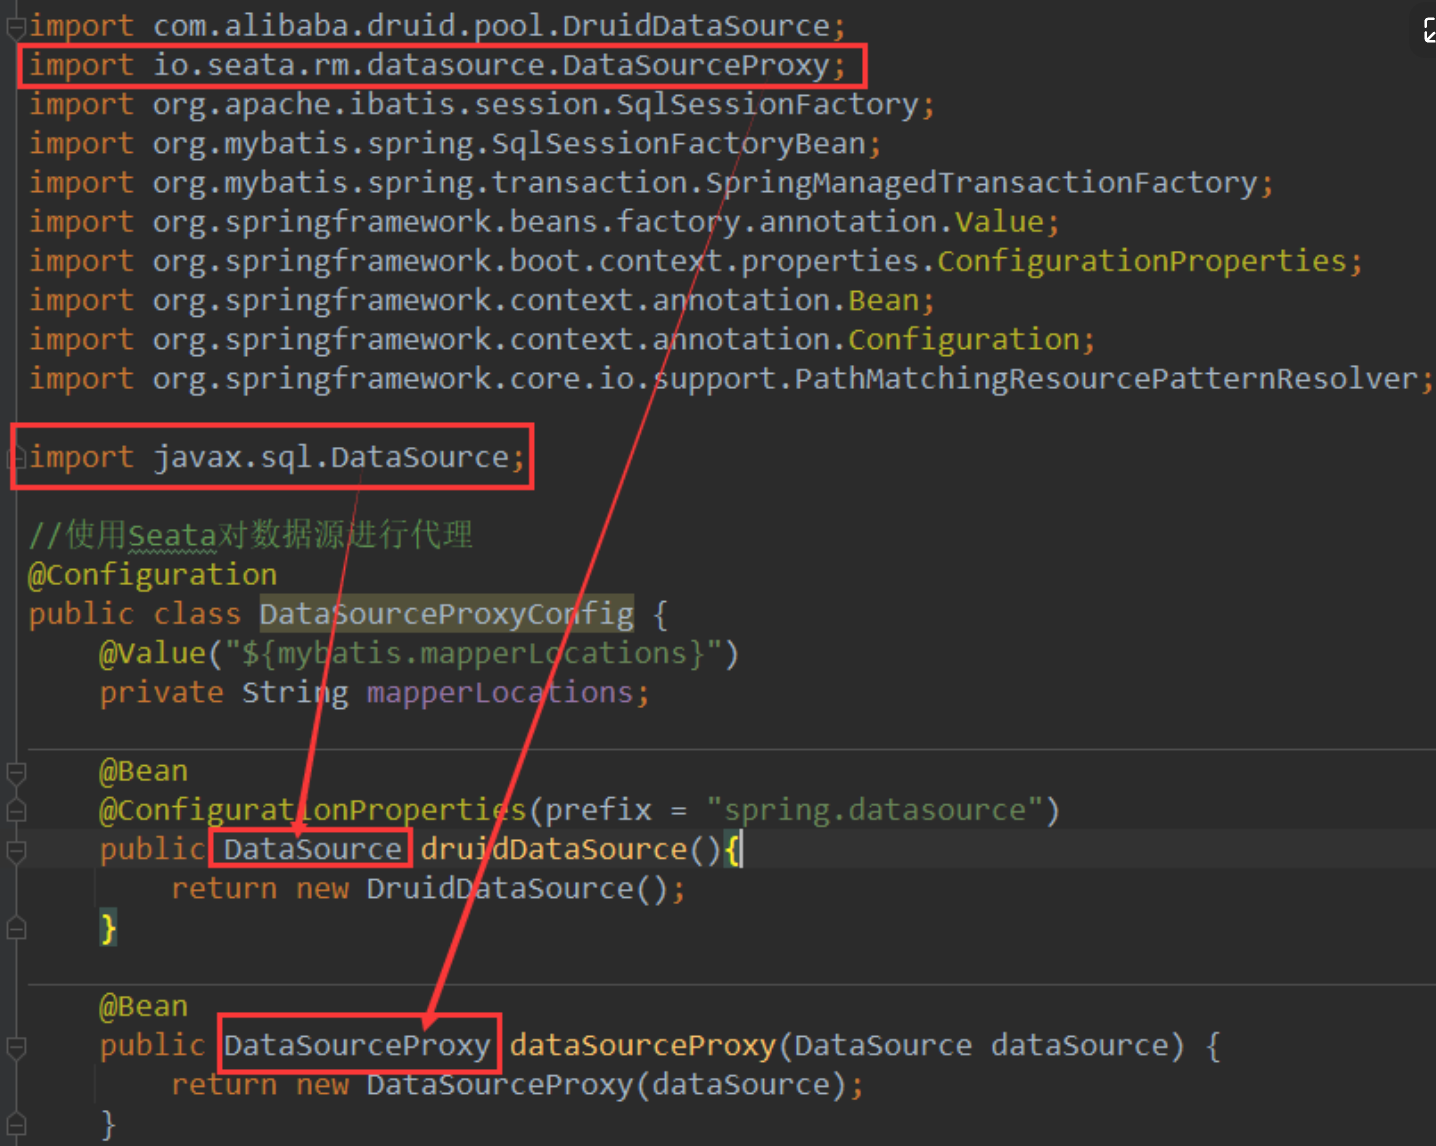 import com.alibaba.druid.pool.DruidDataSource;
import io.seata.rm.datasource.DataSourceProxy;
import org.apache.ibatis.session.SqlSessionFactory;
import org.mybatis.spring.SqlSessionFactoryBean;
import org.mybatis.spring.transaction.SpringManagedTransactionFactory;
import org.springframework.beans.factory.annotation.Value;
import org.springframework.boot.context.properties.ConfigurationProperties;
import org.springframework.context.annotation.Bean;
import org.springframework.context.annotation.Configuration;
import org.springframework.core.io.support.PathMatchingResourcePatternResolver;
import javax.sql.DataSource;
//使用Seata对数据源进行代理
@Configuration
public class DataSourceProxyConfig {
    @Value("${mybatis.mapperLocations}")
    private String mapperLocations;
    @Bean
    @ConfigurationProperties(prefix = "spring.datasource")
    public DataSource druidDataSource(){
        return new DruidDataSource();
    }
    @Bean
    public DataSourceProxy dataSourceProxy(DataSource dataSource) {
        return new DataSourceProxy(dataSource);
    }